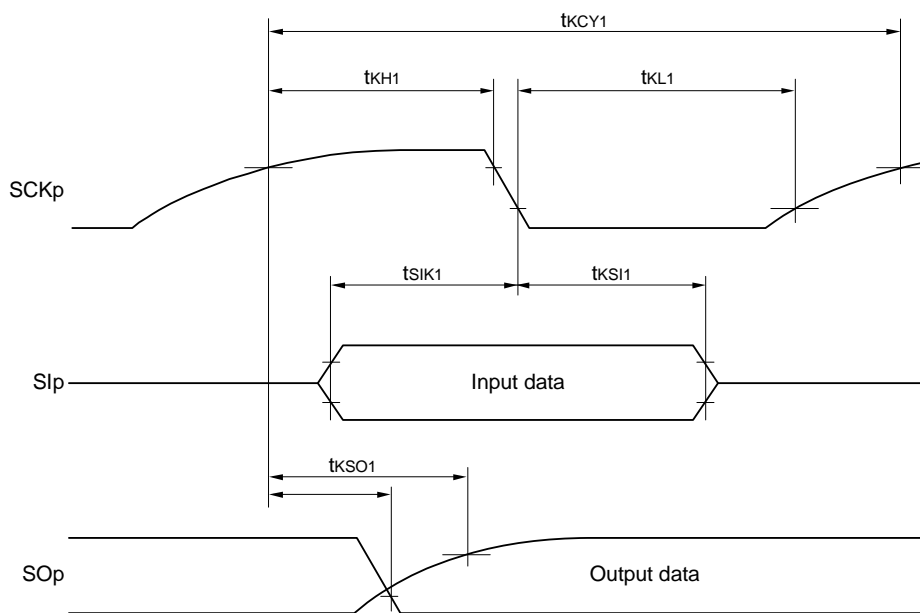 tKCY1
tKH1
tKL1
SCKp
tSIK1
tKSI1
SIp
Input data
tKSO1
SOp
Output data